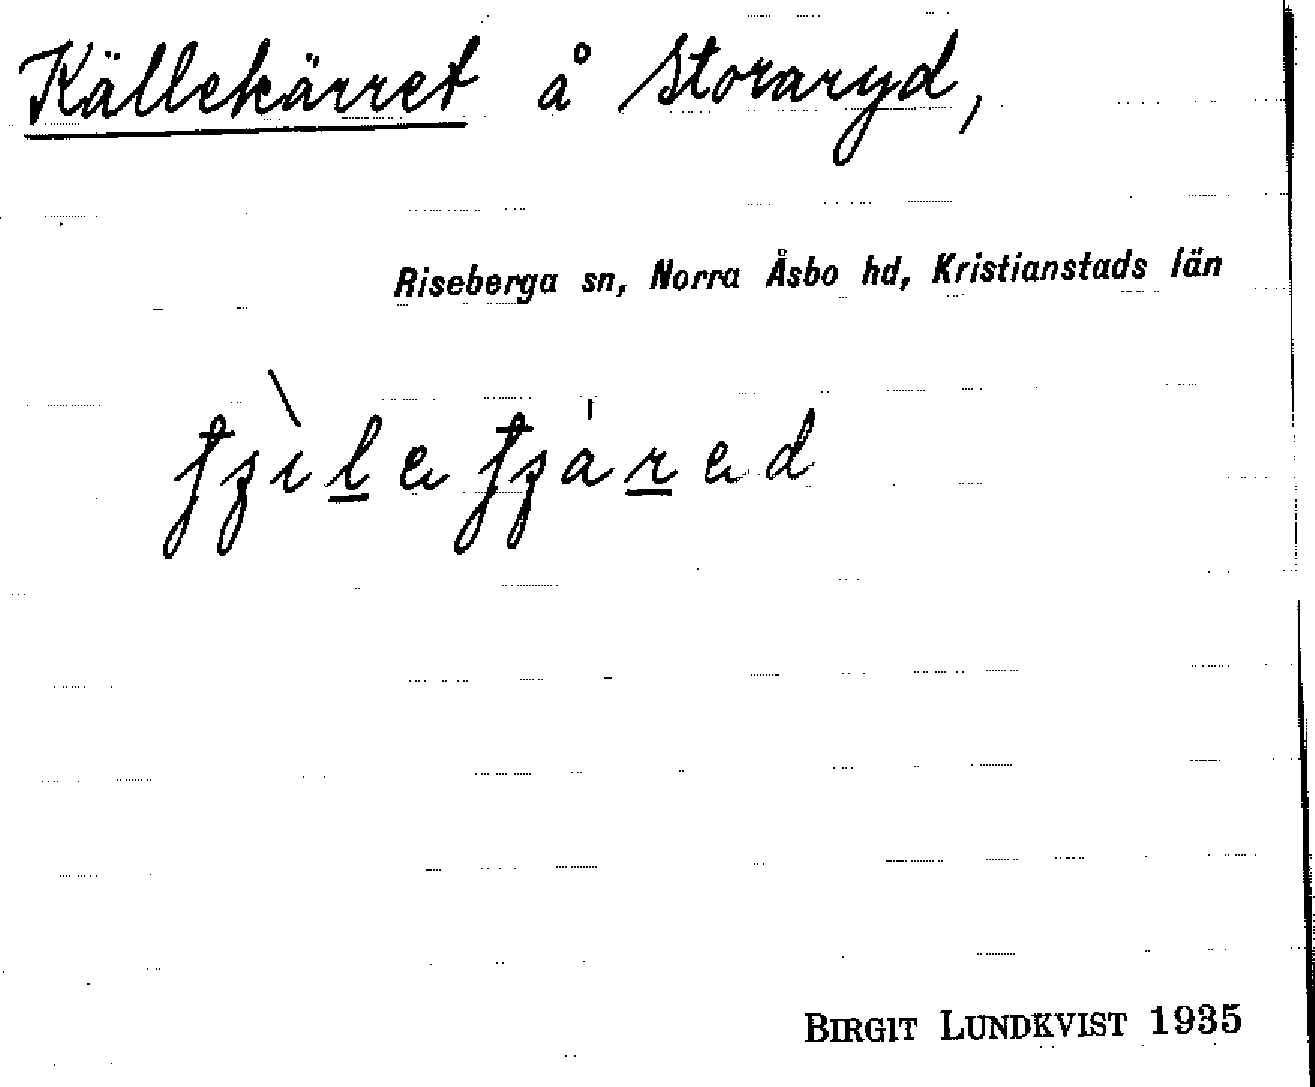 Källekärret å Storaryd,
Riseberga sn, Norra Åsbo hd, Kristianstads län
BIRGIT LUNDKVIST 1935